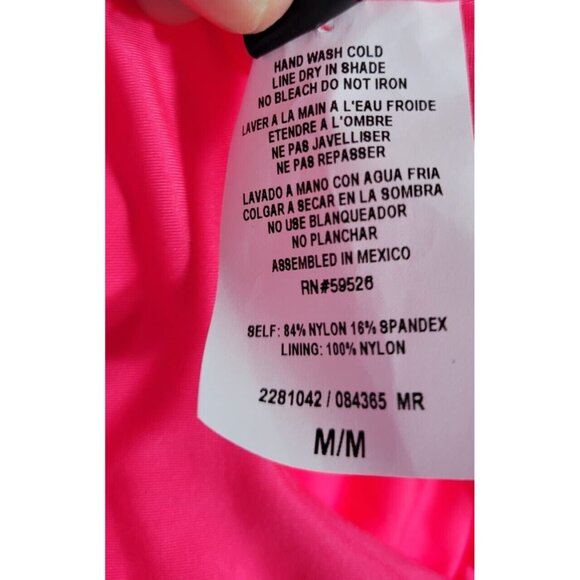 HAND WASH COLD
LINE DRY IN SHADE
NO BLEACH DO NOT IRON
LAVER A LA MAIN A L'EAU FROIDE
ETENDRE A L'OMBRE
NE PAS JAVELLISER
NE PAS REPASSER
LAVADO A MANO CON AGUA FRIA
COLGAR A SECAR EN LA SOMBRA
NO USE BLANQUEADOR
NO PLANCHAR
ASSEMBLED IN MEXICO
RN#59526
SELF: 84% NYLON 16% SPANDEX
LINING: 100% NYLON
2281042 / 084365 MR
M/M